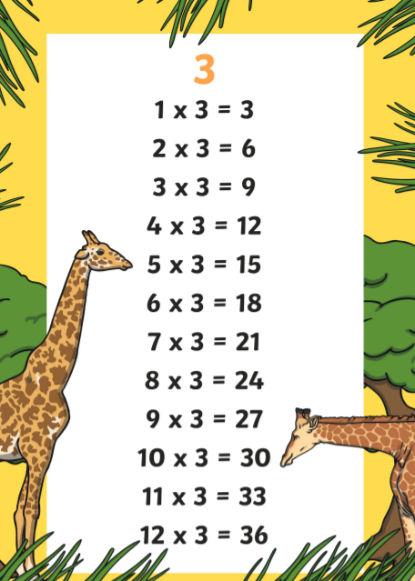 3
1 x 3 = 3
2 x 3 = 6
3 x 3 = 9
4 x 3 = 12
5 x 3 = 15
6 x 3 = 18
7 x 3 = 21
8 x 3 = 24
9 x 3 = 27
10 x 3 = 30
11 x 3 = 33
12 x 3 = 36